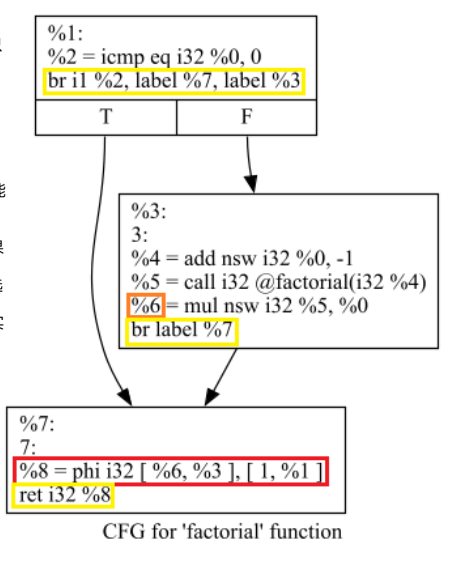 %1:
%2 = icmp eq i32 %0, 0
br i1 %2, label %7, label %3
T F
%3:
3:
%4 = add nsw i32 %0, -1
%5 = call i32 @factorial(i32 %4)
%6 = mul nsw i32 %5, %0
br label %7
%7:
7:
%8 = phi i32 [ %6, %3 ], [ 1, %1 ]
ret i32 %8
CFG for 'factorial' function